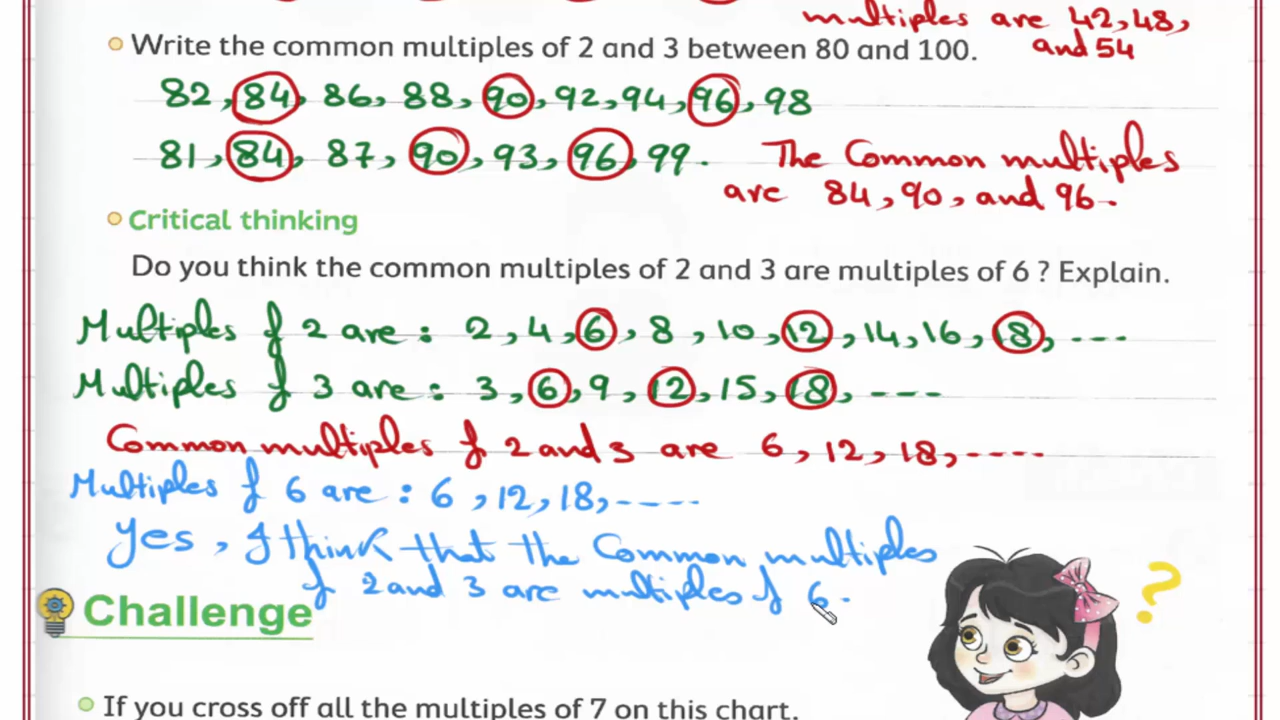 multiples are 42,48,
and 54
Write the common multiples of 2 and 3 between 80 and 100.
82, 84, 86, 88, 90, 92, 94, 96, 98
81, 84, 87, 90, 93, 96, 99.
The Common multiples
are 84, 90, and 96.
Critical thinking
Do you think the common multiples of 2 and 3 are multiples of 6 ? Explain.
Multiples of 2 are : 2, 4, 6, 8, 10, 12, 14, 16, 18, ----
Multiples of 3 are : 3, 6, 9, 12, 15, 18, ----
Common multiples of 2 and 3 are 6, 12, 18, -----
Multiples of 6 are : 6, 12, 18, -----
Yes, I think that the Common multiples
of 2 and 3 are multiples of 6.
Challenge
?
If you cross off all the multiples of 7 on this chart.